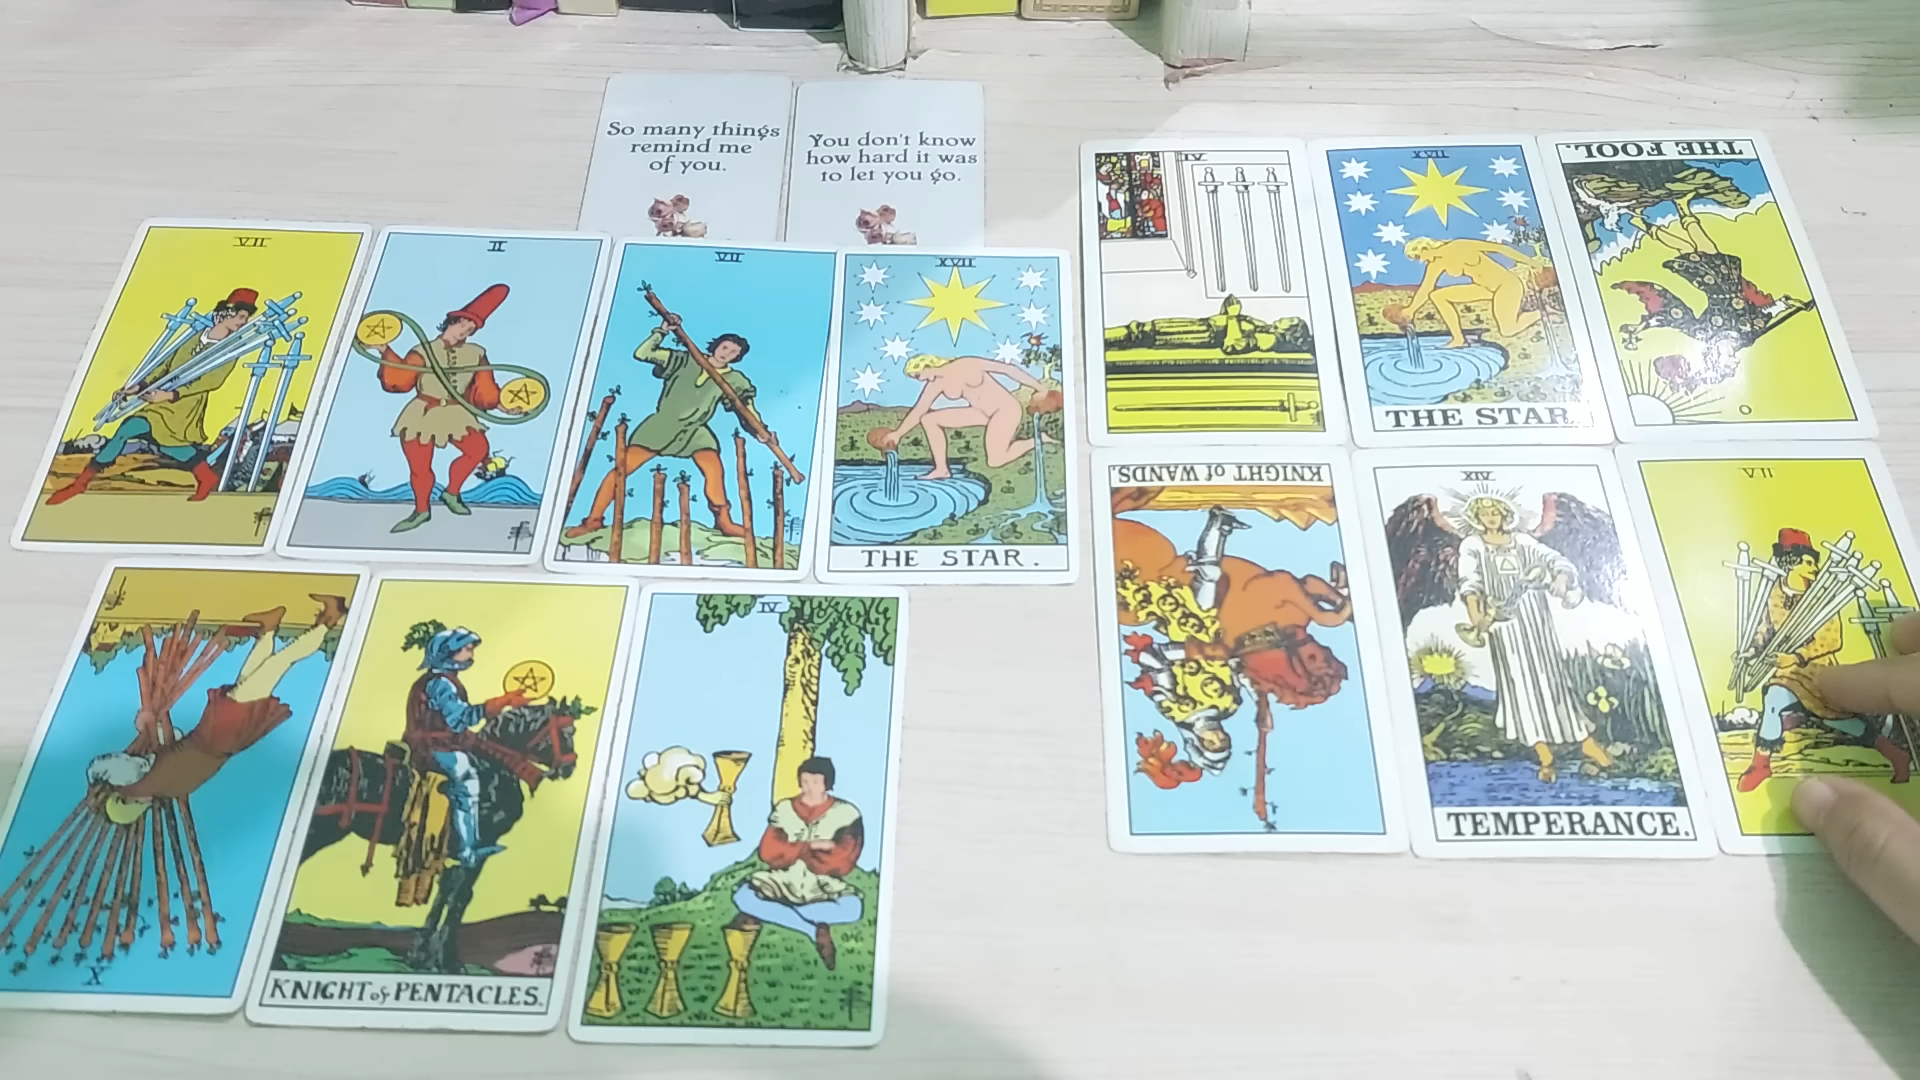 So many things
remind me
of you.
You don't know
how hard it was
to let you go.
VII
II
VII
XVII
THE STAR.
X
KNIGHT of PENTACLES.
IV
IV
XVII
THE STAR.
THE FOOL.
O
KNIGHT of WANDS.
XIV
TEMPERANCE.
VII